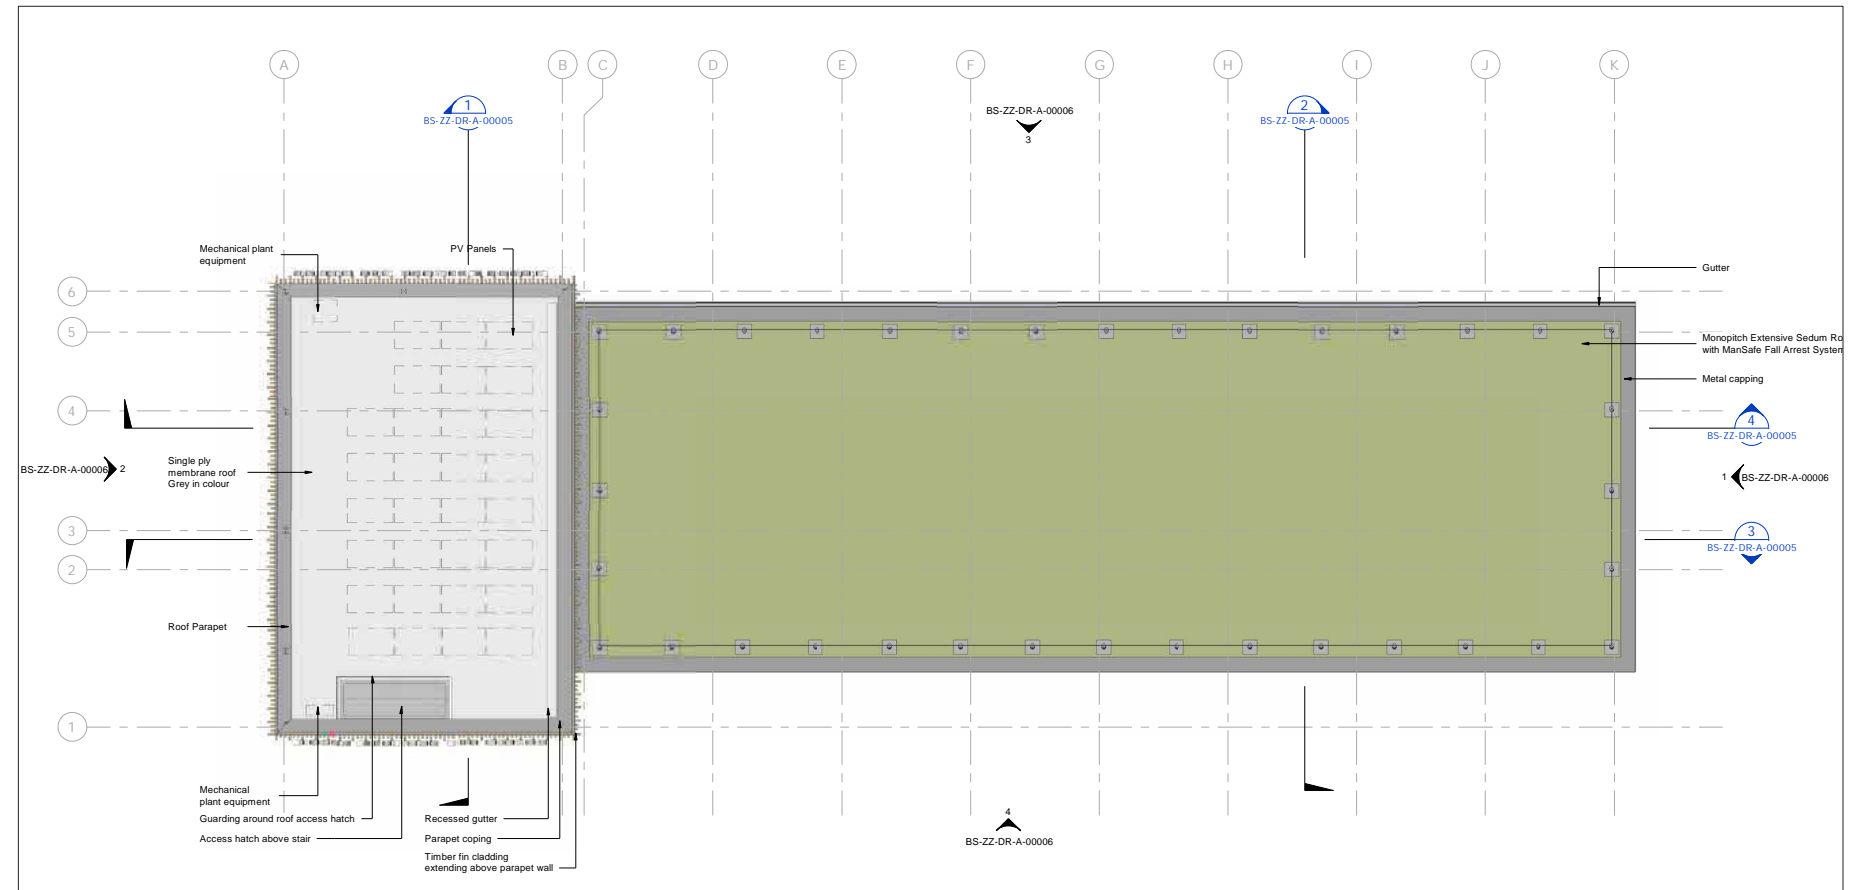 A
B
C
D
E
F
G
H
I
J
K
1
BS-ZZ-DR-A-00005
BS-ZZ-DR-A-00006
3
2
BS-ZZ-DR-A-00005
Mechanical plant
equipment
PV Panels
Gutter
6
5
Monopitch Extensive Sedum Ro
with ManSafe Fall Arrest System
Metal capping
4
4
BS-ZZ-DR-A-00005
Single ply
membrane roof
Grey in colour
BS-ZZ-DR-A-00006
2
1
BS-ZZ-DR-A-00006
3
3
BS-ZZ-DR-A-00005
2
Roof Parapet
1
Mechanical
plant equipment
Guarding around roof access hatch
Access hatch above stair
Recessed gutter
Parapet coping
Timber fin cladding
extending above parapet wall
4
BS-ZZ-DR-A-00006